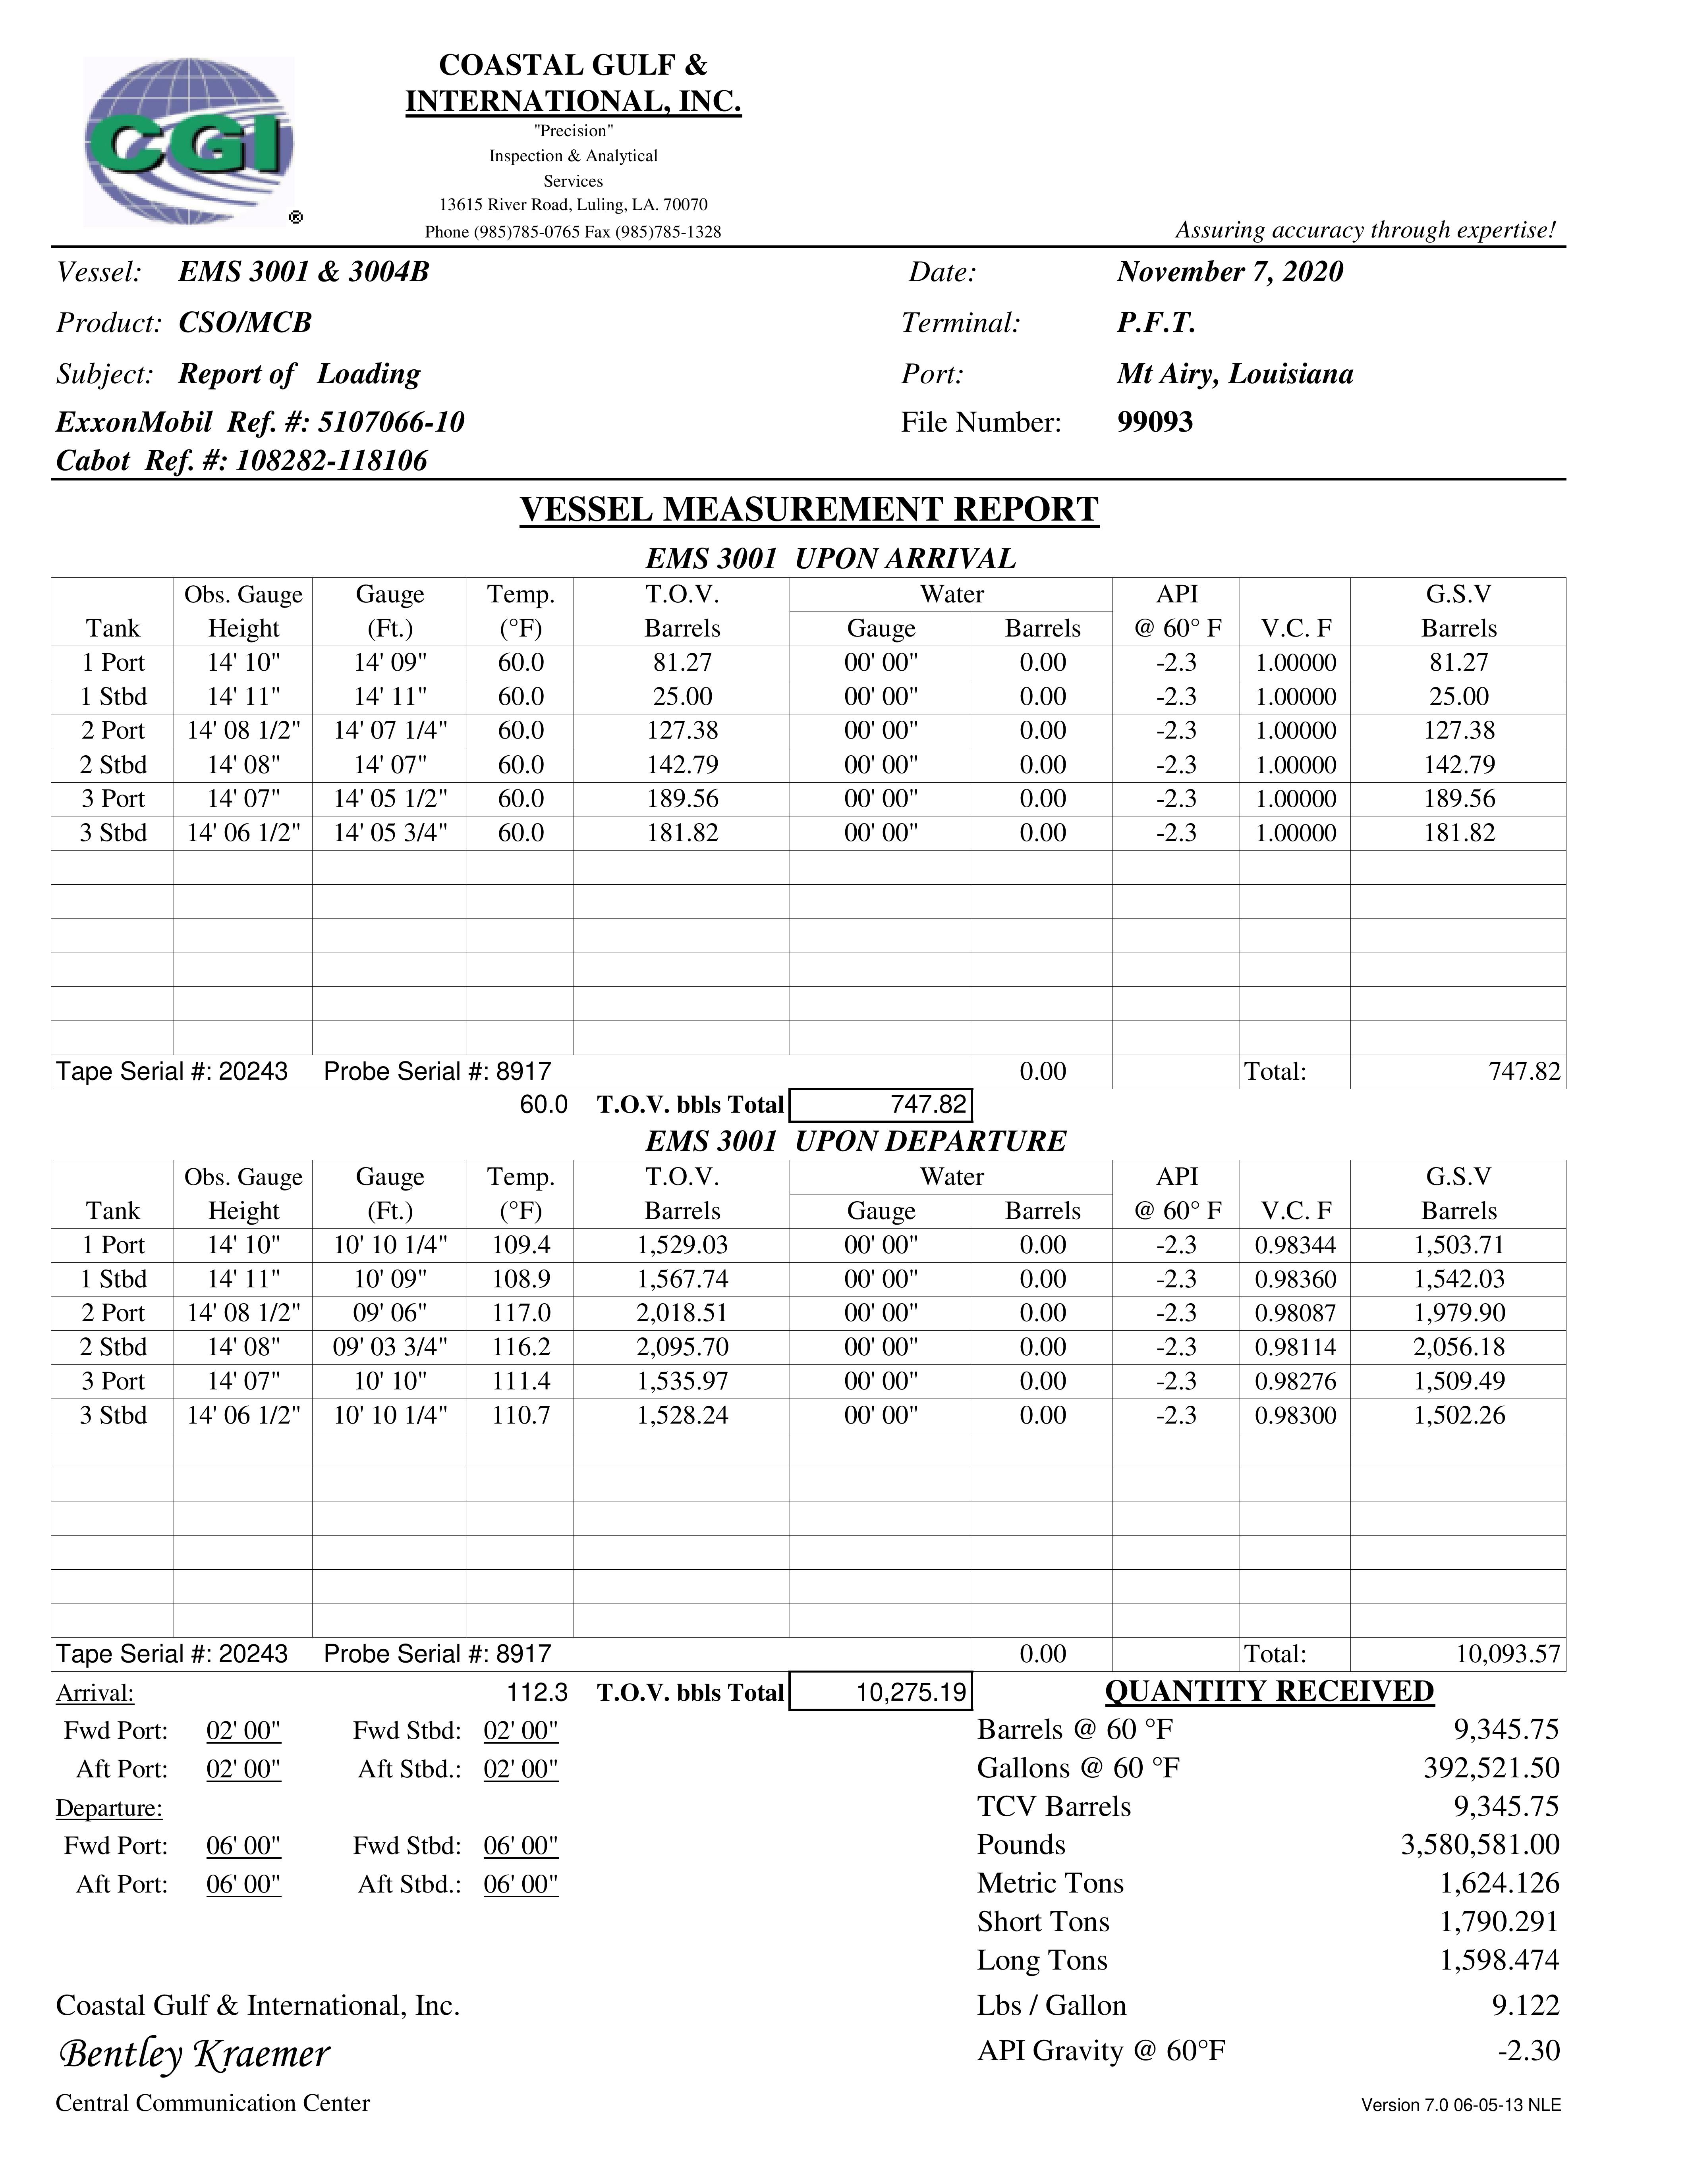 CGI ®
COASTAL GULF &
INTERNATIONAL, INC.
"Precision"
Inspection & Analytical
Services
13615 River Road, Luling, LA. 70070
Phone (985)785-0765 Fax (985)785-1328
Assuring accuracy through expertise!
Vessel: EMS 3001 & 3004B Date: November 7, 2020
Product: CSO/MCB Terminal: P.F.T.
Subject: Report of Loading Port: Mt Airy, Louisiana
ExxonMobil Ref. #: 5107066-10 File Number: 99093
Cabot Ref. #: 108282-118106
VESSEL MEASUREMENT REPORT
EMS 3001 UPON ARRIVAL
Obs. Gauge Gauge Temp. T.O.V. Water API G.S.V
Tank Height (Ft.) (°F) Barrels Gauge Barrels @ 60° F V.C. F Barrels
1 Port 14' 10" 14' 09" 60.0 81.27 00' 00" 0.00 -2.3 1.00000 81.27
1 Stbd 14' 11" 14' 11" 60.0 25.00 00' 00" 0.00 -2.3 1.00000 25.00
2 Port 14' 08 1/2" 14' 07 1/4" 60.0 127.38 00' 00" 0.00 -2.3 1.00000 127.38
2 Stbd 14' 08" 14' 07" 60.0 142.79 00' 00" 0.00 -2.3 1.00000 142.79
3 Port 14' 07" 14' 05 1/2" 60.0 189.56 00' 00" 0.00 -2.3 1.00000 189.56
3 Stbd 14' 06 1/2" 14' 05 3/4" 60.0 181.82 00' 00" 0.00 -2.3 1.00000 181.82
Tape Serial #: 20243 Probe Serial #: 8917 0.00 Total: 747.82
60.0 T.O.V. bbls Total 747.82
EMS 3001 UPON DEPARTURE
Obs. Gauge Gauge Temp. T.O.V. Water API G.S.V
Tank Height (Ft.) (°F) Barrels Gauge Barrels @ 60° F V.C. F Barrels
1 Port 14' 10" 10' 10 1/4" 109.4 1,529.03 00' 00" 0.00 -2.3 0.98344 1,503.71
1 Stbd 14' 11" 10' 09" 108.9 1,567.74 00' 00" 0.00 -2.3 0.98360 1,542.03
2 Port 14' 08 1/2" 09' 06" 117.0 2,018.51 00' 00" 0.00 -2.3 0.98087 1,979.90
2 Stbd 14' 08" 09' 03 3/4" 116.2 2,095.70 00' 00" 0.00 -2.3 0.98114 2,056.18
3 Port 14' 07" 10' 10" 111.4 1,535.97 00' 00" 0.00 -2.3 0.98276 1,509.49
3 Stbd 14' 06 1/2" 10' 10 1/4" 110.7 1,528.24 00' 00" 0.00 -2.3 0.98300 1,502.26
Tape Serial #: 20243 Probe Serial #: 8917 0.00 Total: 10,093.57
Arrival: 112.3 T.O.V. bbls Total 10,275.19 QUANTITY RECEIVED
Fwd Port: 02' 00" Fwd Stbd: 02' 00" Barrels @ 60 °F 9,345.75
Aft Port: 02' 00" Aft Stbd.: 02' 00" Gallons @ 60 °F 392,521.50
Departure: TCV Barrels 9,345.75
Fwd Port: 06' 00" Fwd Stbd: 06' 00" Pounds 3,580,581.00
Aft Port: 06' 00" Aft Stbd.: 06' 00" Metric Tons 1,624.126
Short Tons 1,790.291
Long Tons 1,598.474
Coastal Gulf & International, Inc. Lbs / Gallon 9.122
Bentley Kraemer API Gravity @ 60°F -2.30
Central Communication Center Version 7.0 06-05-13 NLE